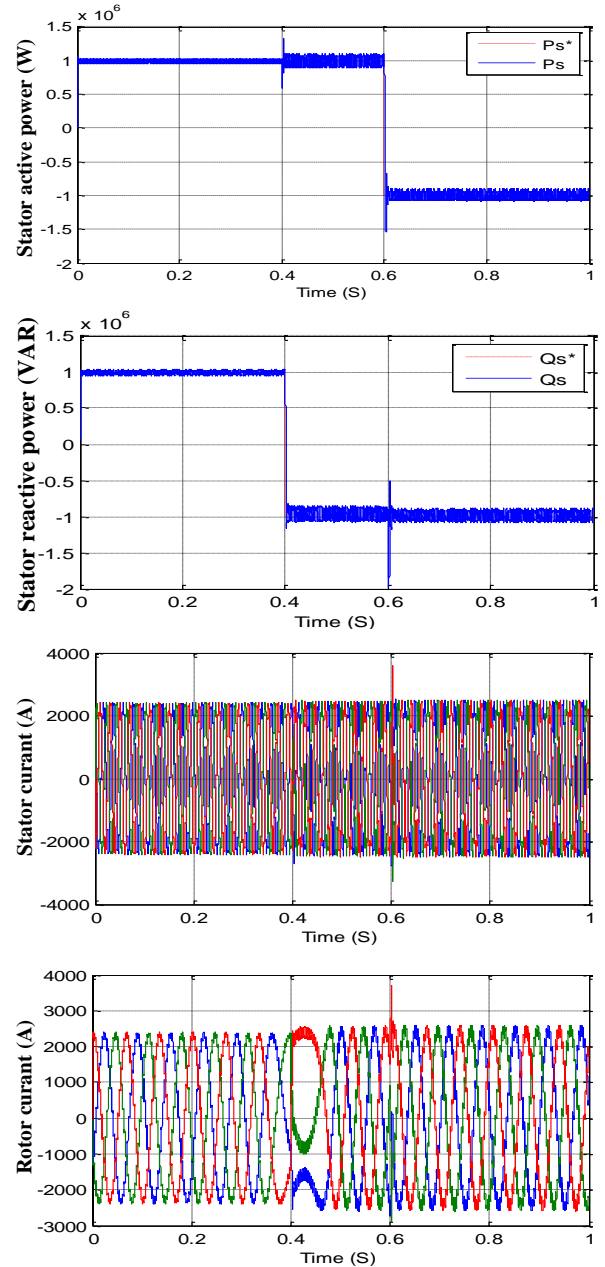 x 10^6
Stator active power (W)
1.5
1
0.5
0
-0.5
-1
-1.5
-2
Ps*
Ps
0 0.2 0.4 0.6 0.8 1
Time (S)
x 10^6
Stator reactive power (VAR)
1.5
1
0.5
0
-0.5
-1
-1.5
-2
Qs*
Qs
0 0.2 0.4 0.6 0.8 1
Time (S)
Stator curant (A)
4000
2000
0
-2000
-4000
0 0.2 0.4 0.6 0.8 1
Time (S)
Rotor curant (A)
4000
3000
2000
1000
0
-1000
-2000
-3000
0 0.2 0.4 0.6 0.8 1
Time (S)